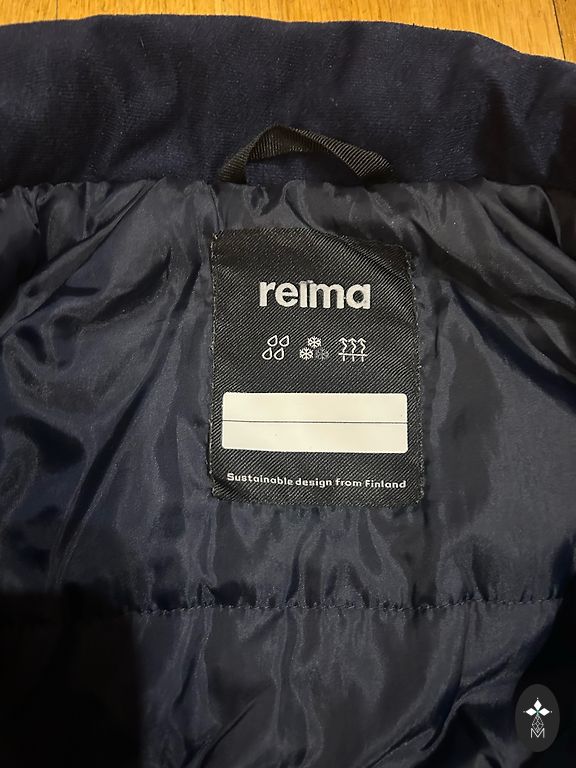 reima
Sustainable design from Finland
M